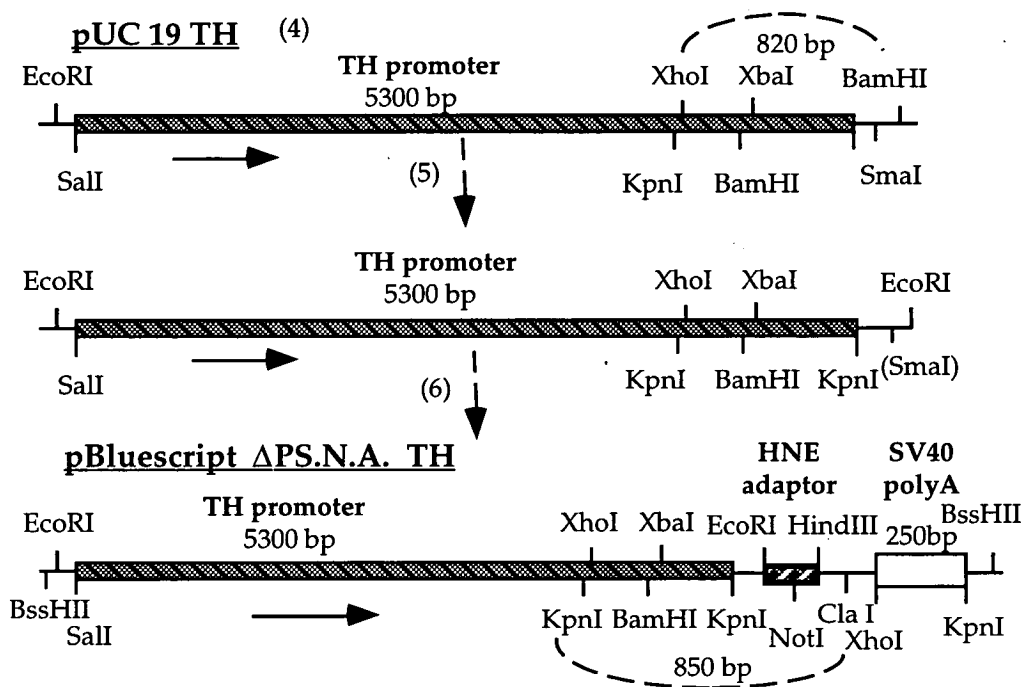 pUC 19 TH (4)
820 bp
EcoRI TH promoter XhoI XbaI BamHI
5300 bp
SalI (5) KpnI BamHI SmaI
EcoRI TH promoter XhoI XbaI EcoRI
5300 bp
SalI (6) KpnI BamHI KpnI (SmaI)
pBluescript ΔPS.N.A. TH
HNE adaptor
SV40 polyA
EcoRI TH promoter XhoI XbaI EcoRI HindIII 250bp BssHII
5300 bp
BssHII SalI KpnI BamHI KpnI NotI Cla I XhoI KpnI
850 bp